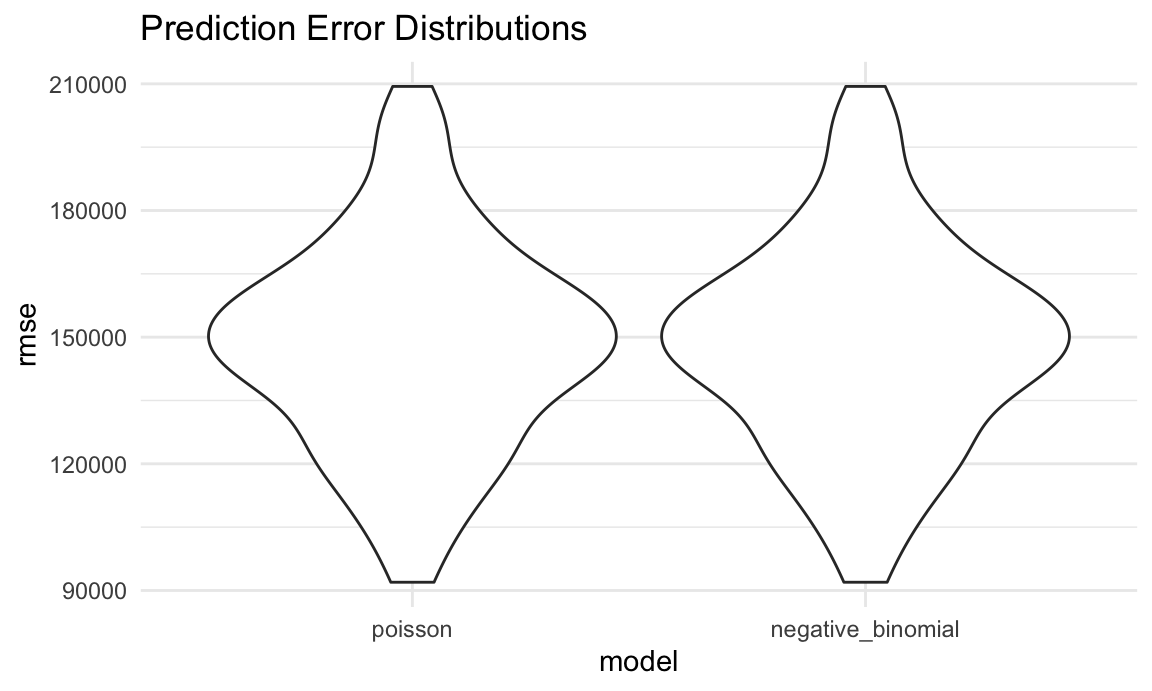 Prediction Error Distributions
210000
180000
150000
120000
90000
rmse
poisson
negative_binomial
model